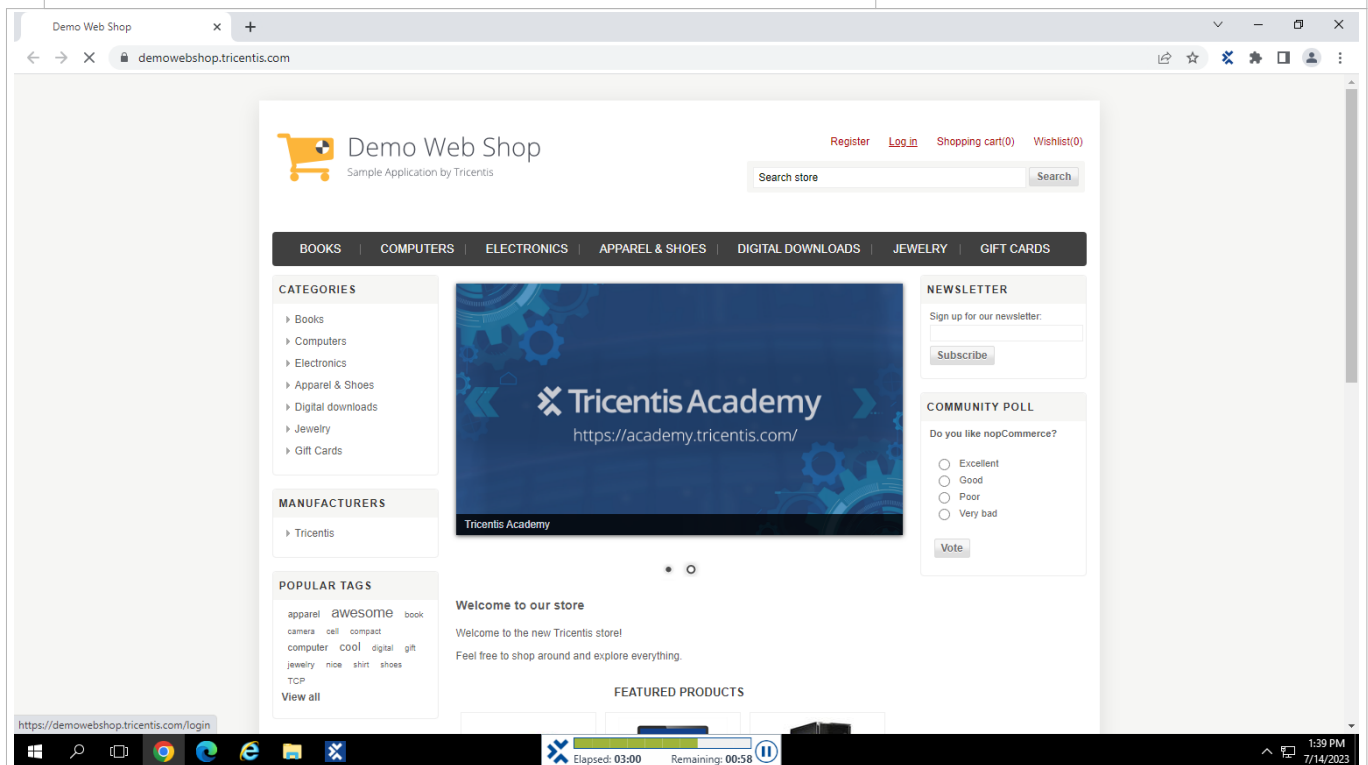 Demo Web Shop
demowebshop.tricentis.com
Demo Web Shop
Sample Application by Tricentis
Register Log in Shopping cart(0) Wishlist(0)
Search store Search
BOOKS | COMPUTERS | ELECTRONICS | APPAREL & SHOES | DIGITAL DOWNLOADS | JEWELRY | GIFT CARDS
CATEGORIES
Books
Computers
Electronics
Apparel & Shoes
Digital downloads
Jewelry
Gift Cards
MANUFACTURERS
Tricentis
POPULAR TAGS
apparel awesome book
camera cell compact
computer cool digital gift
jewelry nice shirt shoes
TCP
View all
Tricentis Academy
https://academy.tricentis.com/
Tricentis Academy
Welcome to our store
Welcome to the new Tricentis store!
Feel free to shop around and explore everything.
FEATURED PRODUCTS
NEWSLETTER
Sign up for our newsletter:
Subscribe
COMMUNITY POLL
Do you like nopCommerce?
Excellent
Good
Poor
Very bad
Vote
https://demowebshop.tricentis.com/login
Elapsed: 03:00 Remaining: 00:58
1:39 PM
7/14/2023